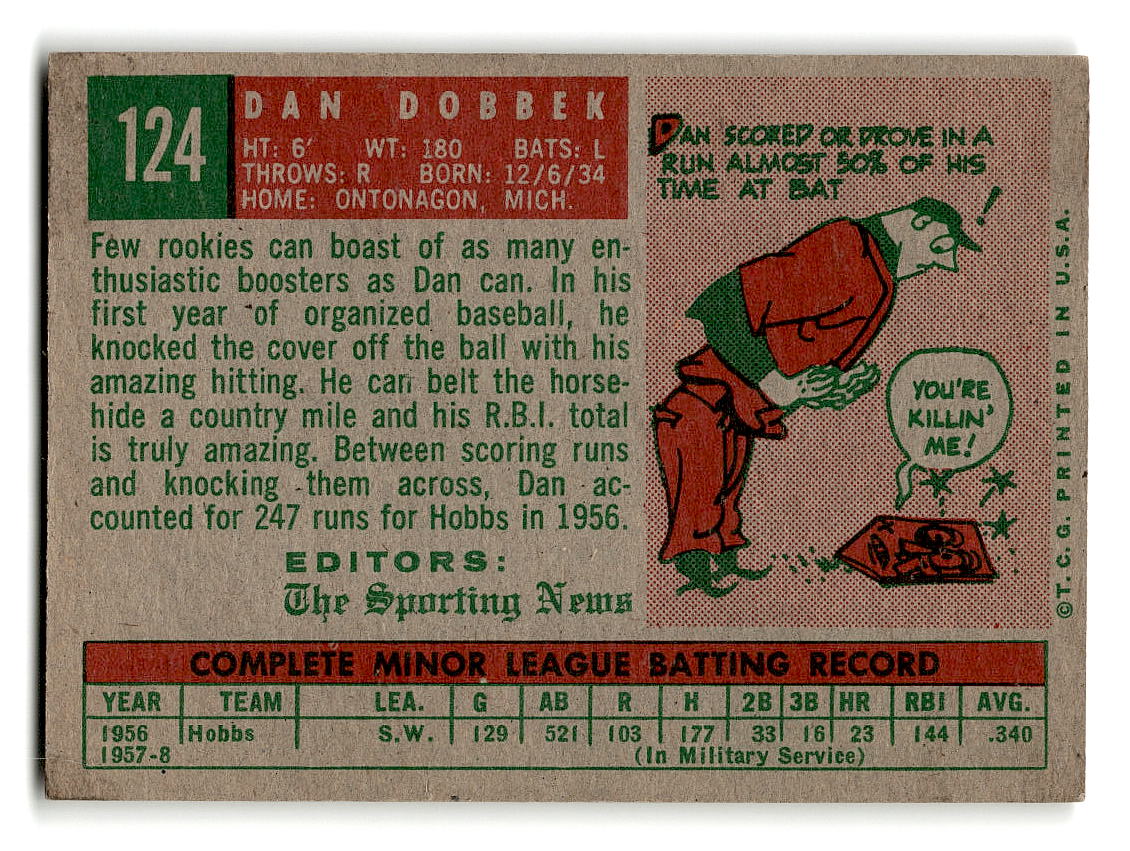 124
DAN DOBBEK
HT: 6' WT: 180 BATS: L
THROWS: R BORN: 12/6/34
HOME: ONTONAGON, MICH.
Few rookies can boast of as many en-
thusiastic boosters as Dan can. In his
first year of organized baseball, he
knocked the cover off the ball with his
amazing hitting. He can belt the horse-
hide a country mile and his R.B.I. total
is truly amazing. Between scoring runs
and knocking them across, Dan ac-
counted for 247 runs for Hobbs in 1956.
EDITORS:
The Sporting News
DAN SCORED OR DROVE IN A
RUN ALMOST 50% OF HIS
TIME AT BAT
!
YOU'RE
KILLIN'
ME!
©T.C.G. PRINTED IN U.S.A.
COMPLETE MINOR LEAGUE BATTING RECORD
YEAR TEAM LEA. G AB R H 2B 3B HR RBI AVG.
1956 Hobbs S.W. 129 521 103 177 33 16 23 144 .340
1957-8 (In Military Service)